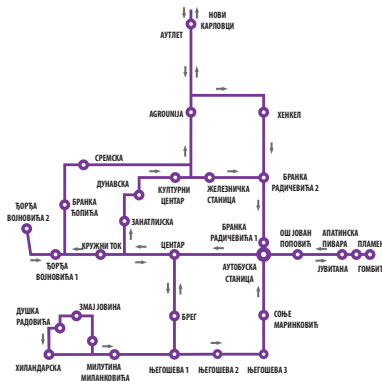 НОВИ
КАРЛОВЦИ
АУТЛЕТ
AGROUNIJA
ХЕНКЕЛ
СРЕМСКА
ДУНАВСКА
КУЛТУРНИ
ЦЕНТАР
ЖЕЛЕЗНИЧКА
СТАНИЦА
БРАНКА
РАДИЧЕВИЋА 2
ЂОРЂА
ВОЈНОВИЋА 2
БРАНКА
ЋОПИЋА
ЗАНАТЛИЈСКА
БРАНКА
РАДИЧЕВИЋА 1
ОШ ЈОВАН
ПОПОВИЋ
АПАТИНСКА
ПИВАРА
ПЛАМЕН
КРУЖНИ ТОК
ЦЕНТАР
ЂОРЂА
ВОЈНОВИЋА 1
АУТОБУСКА
СТАНИЦА
ЈУВИТАНА
ГОМБИТ
ДУШКА
РАДОВИЋА
ЗМАЈ ЈОВИНА
БРЕГ
СОЊЕ
МАРИНКОВИЋ
ХИЛАНДАРСКА
МИЛУТИНА
МИЛАНКОВИЋА
ЊЕГОШЕВА 1
ЊЕГОШЕВА 2
ЊЕГОШЕВА 3